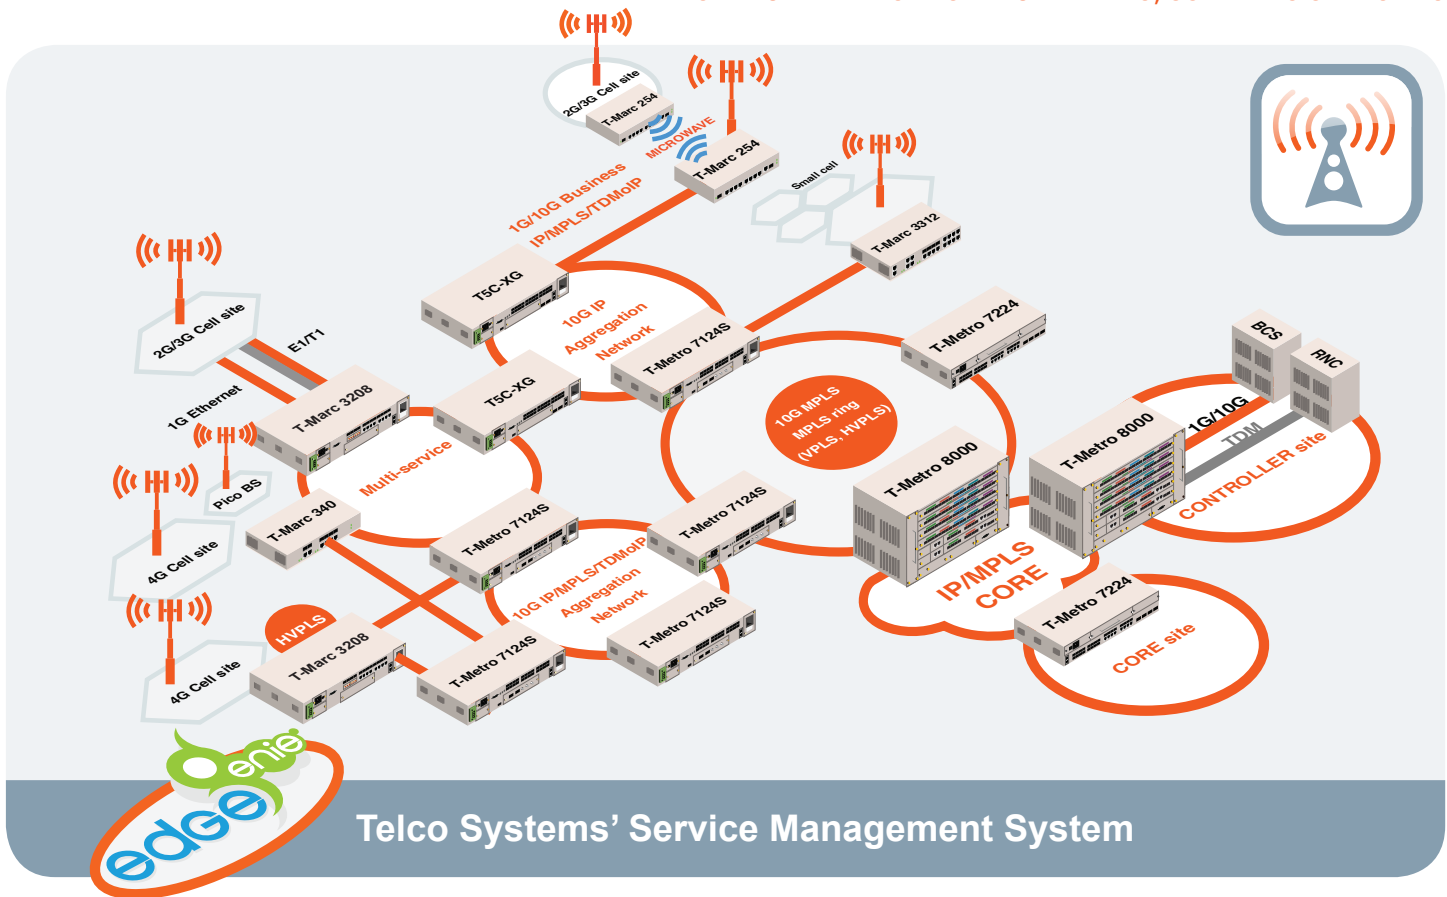 2G/3G Cell site
T-Marc 254
MICROWAVE
T-Marc 254
1G/10G Business
IP/MPLS/TDMoIP
Small cell
T-Marc 3312
T5C-XG
10G IP
Aggregation
Network
T-Metro 7124S
T-Metro 7224
2G/3G Cell site
E1/T1
1G Ethernet
T-Marc 3208
T5C-XG
BCS
RNC
10G MPLS
MPLS ring
(VPLS, HVPLS)
T-Metro 8000
T-Metro 8000
1G/10G
TDM
CONTROLLER site
Multi-service
Pico BS
T-Marc 340
T-Metro 7124S
T-Metro 7124S
4G Cell site
10G IP/MPLS/TDMoIP
Aggregation
Network
IP/MPLS
CORE
T-Metro 7224
CORE site
HVPLS
T-Marc 3208
T-Metro 7124S
T-Metro 7124S
4G Cell site
edge genie
Telco Systems’ Service Management System